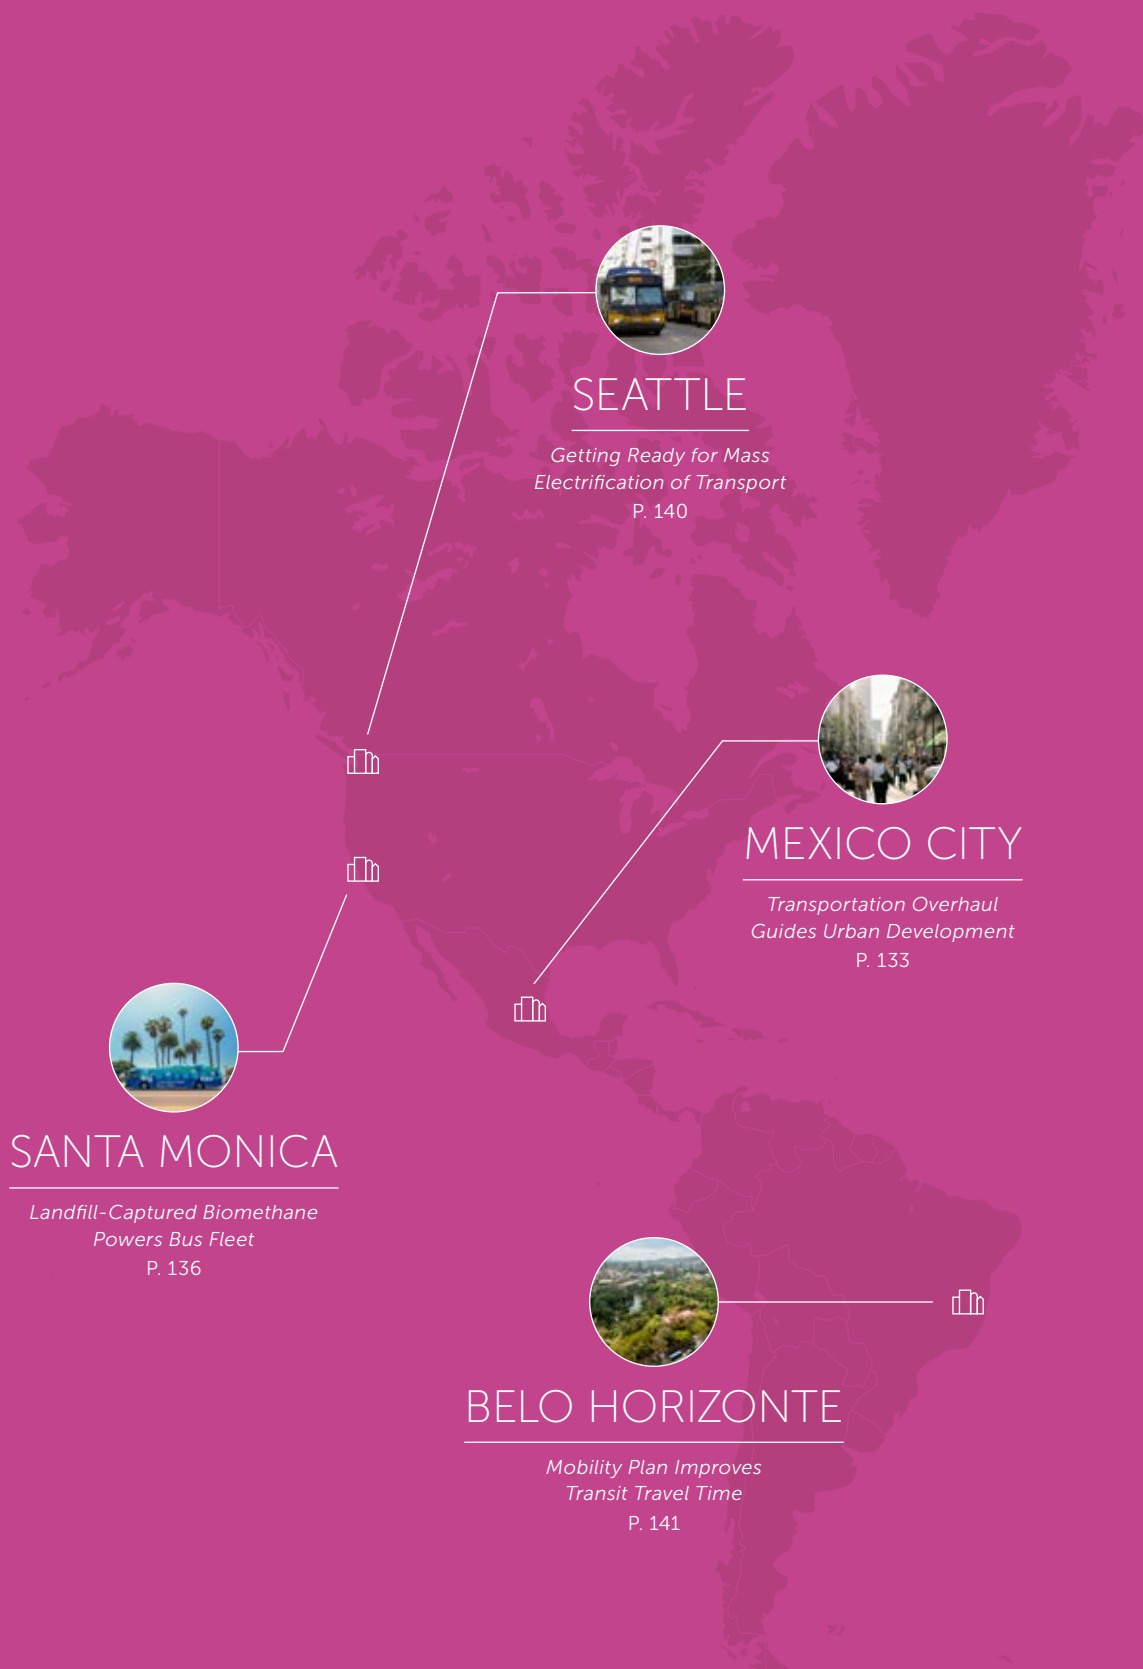 SEATTLE
Getting Ready for Mass
Electrification of Transport
P. 140
MEXICO CITY
Transportation Overhaul
Guides Urban Development
P. 133
SANTA MONICA
Landfill-Captured Biomethane
Powers Bus Fleet
P. 136
BELO HORIZONTE
Mobility Plan Improves
Transit Travel Time
P. 141